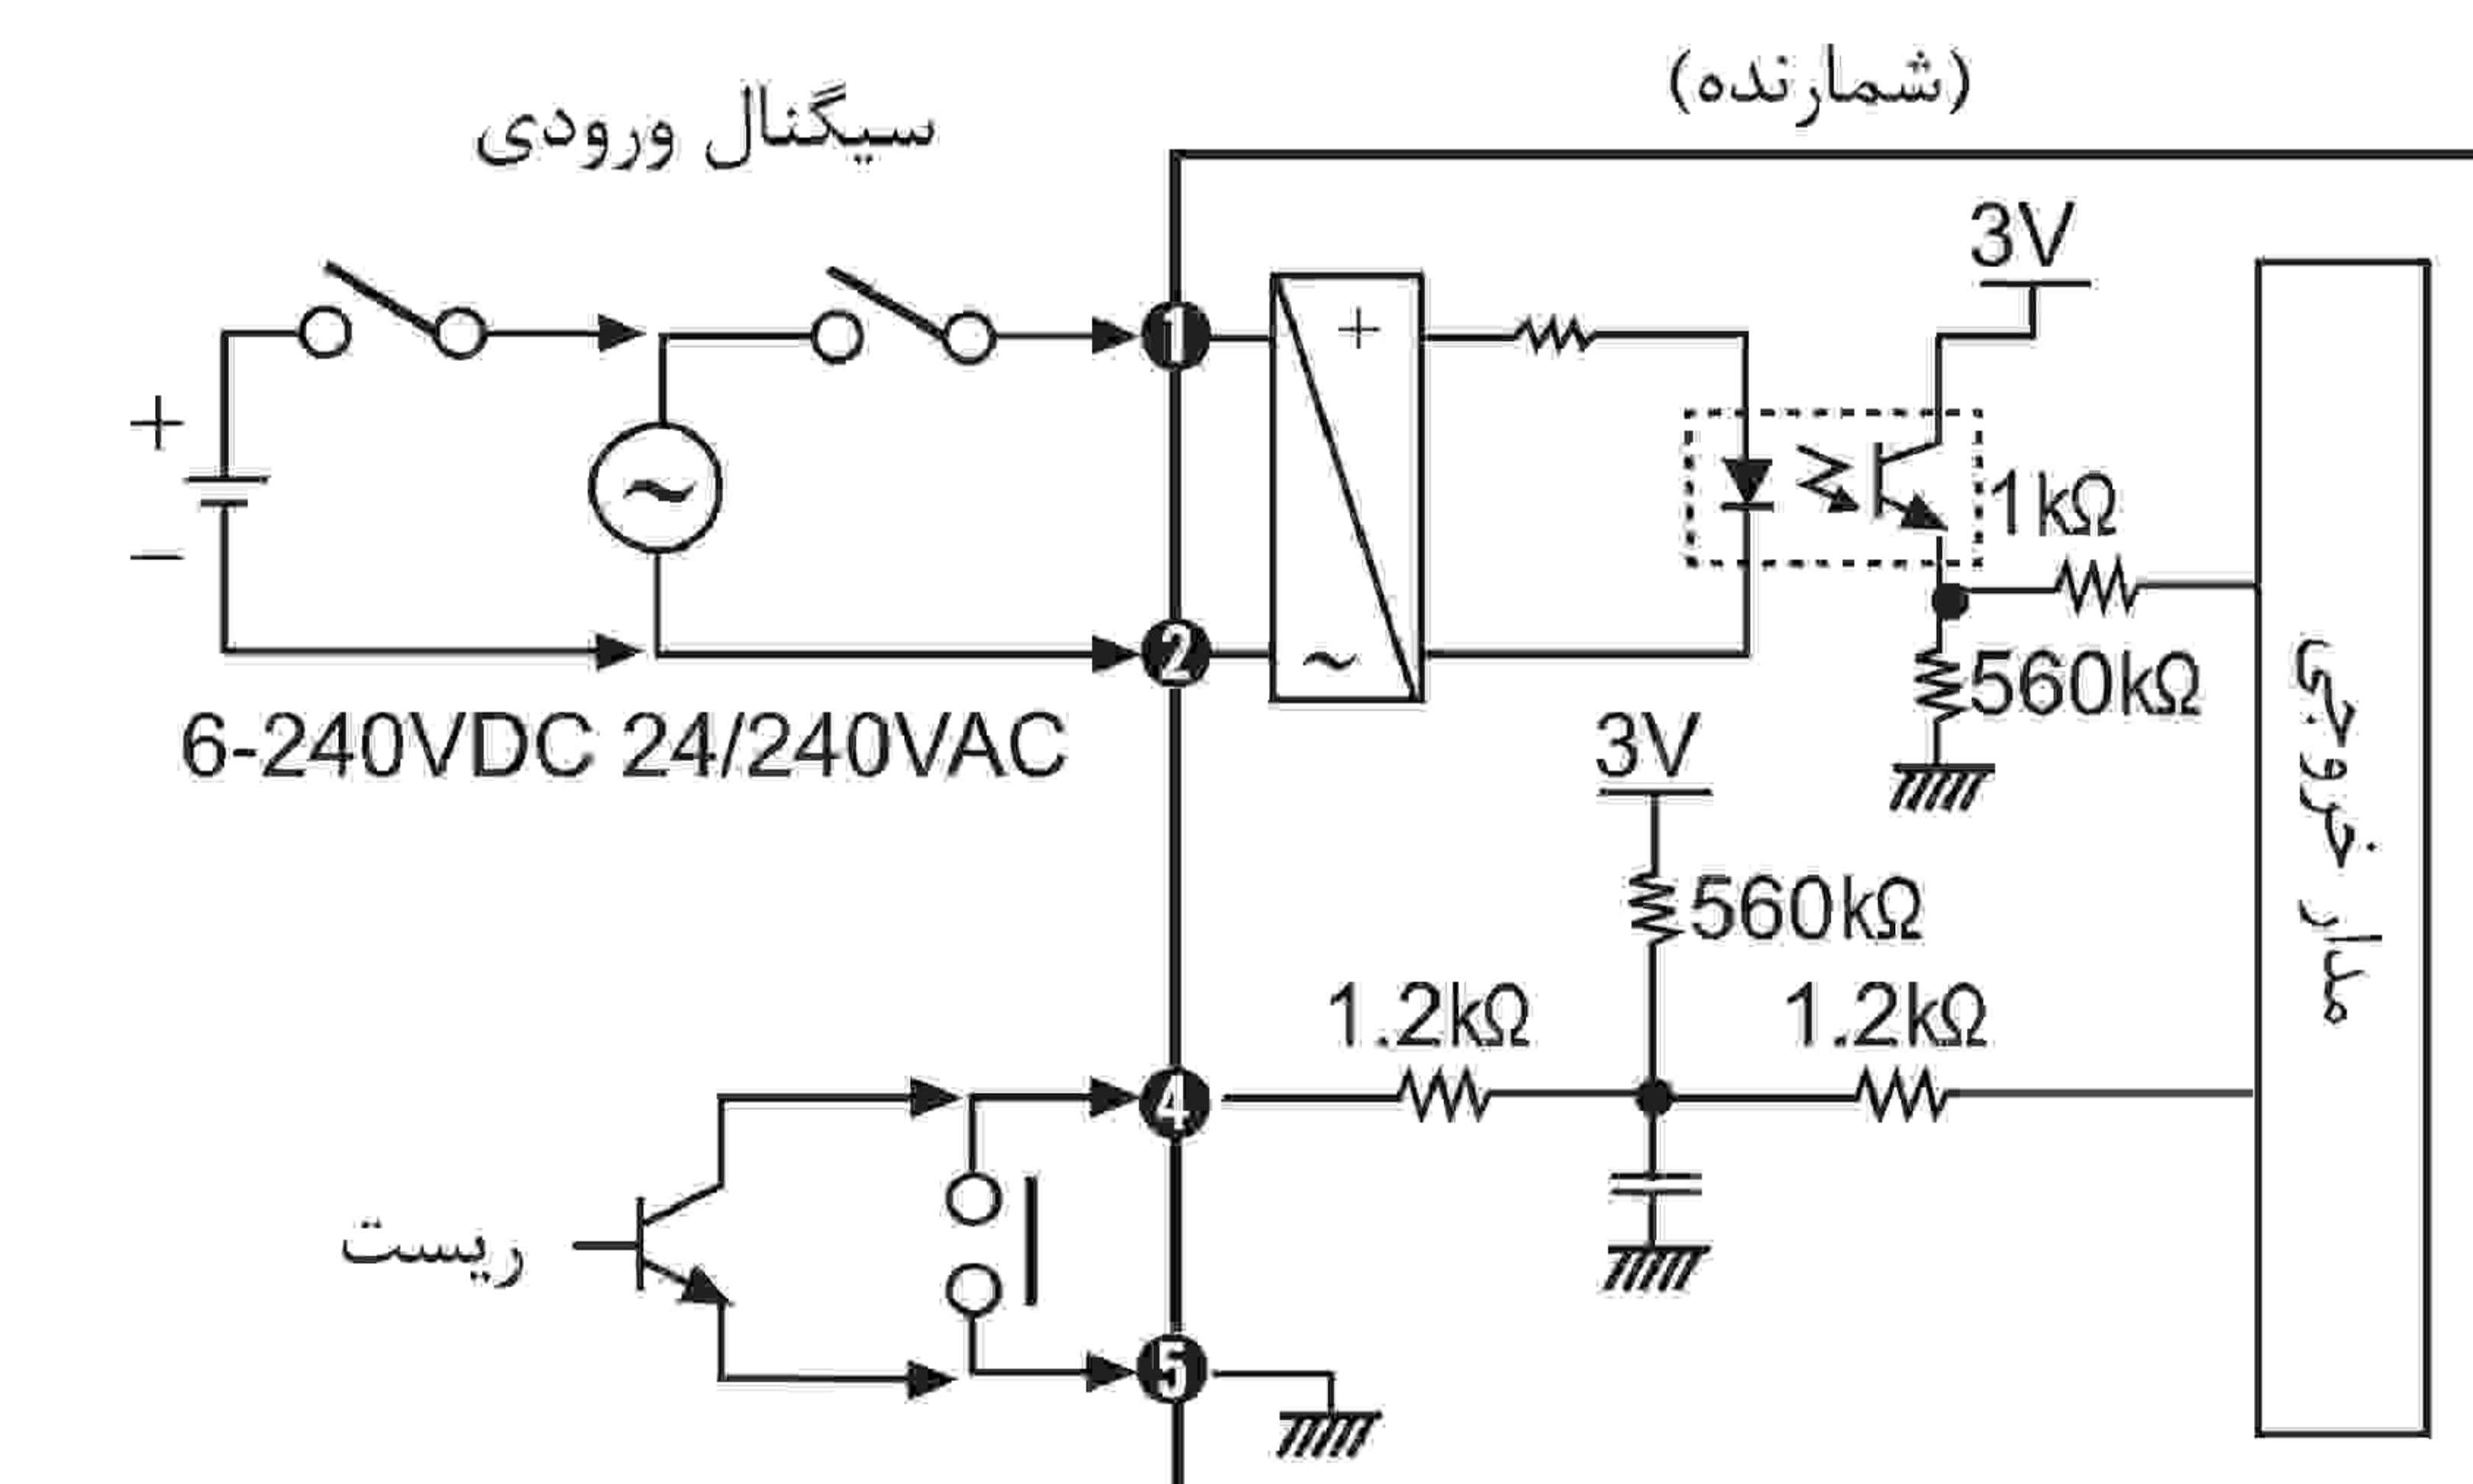 (شمارنده)
سیگنال ورودی
3V
+
+
1
~
1kΩ
−
2
~
560kΩ
6-240VDC 24/240VAC
3V
560kΩ
مدار خروجی
1.2kΩ
1.2kΩ
4
ریست
5